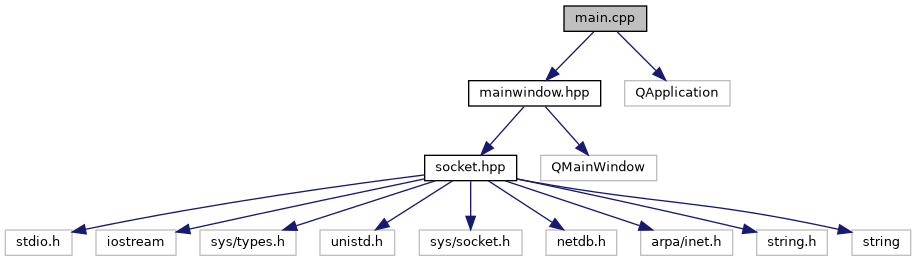 main.cpp
mainwindow.hpp
QApplication
socket.hpp
QMainWindow
stdio.h
iostream
sys/types.h
unistd.h
sys/socket.h
netdb.h
arpa/inet.h
string.h
string